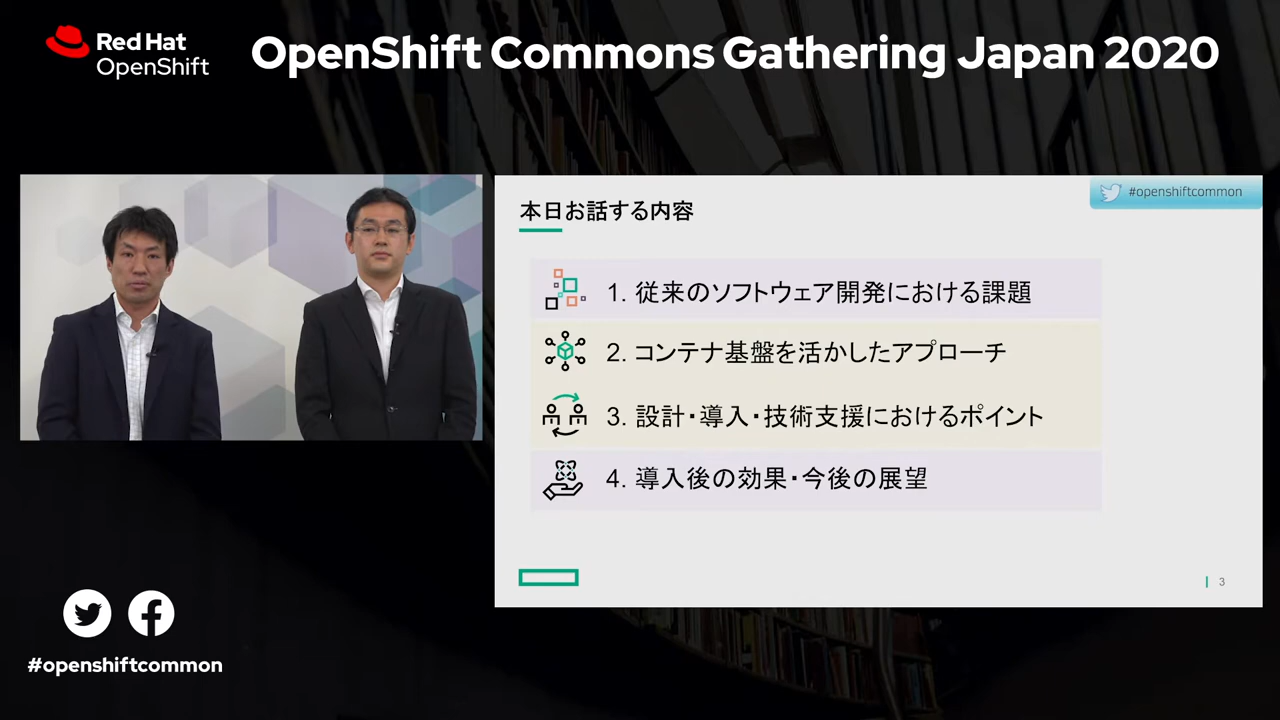 Red Hat
OpenShift
OpenShift Commons Gathering Japan 2020
#openshiftcommon
本日お話する内容
1. 従来のソフトウェア開発における課題
2. コンテナ基盤を活かしたアプローチ
3. 設計・導入・技術支援におけるポイント
4. 導入後の効果・今後の展望
3
#openshiftcommon